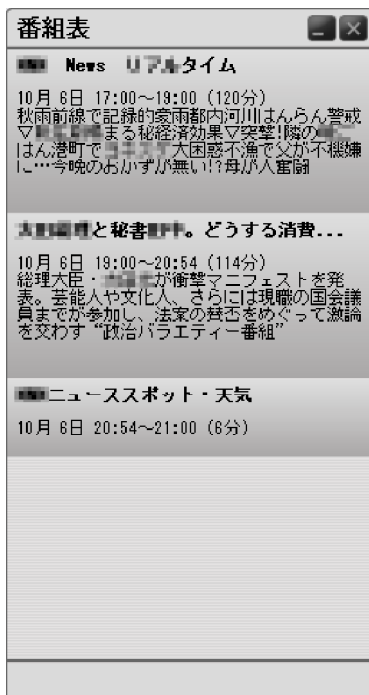 番組表
News リアルタイム
10月 6日 17:00～19:00 (120分)
秋雨前線で記録的豪雨都内河川はんらん警戒
▽まる秘経済効果▽突撃!隣の
はん港町で大困惑不漁で父が不機嫌
に…今晩のおかずが無い!?母が人奮闘
と秘書。どうする消費...
10月 6日 19:00～20:54 (114分)
総理大臣・が衝撃マニフェストを発
表。芸能人や文化人、さらには現職の国会議
員までが参加し、法案の賛否をめぐって激論
を交わす“政治バラエティー番組”
ニューススポット・天気
10月 6日 20:54～21:00 (6分)